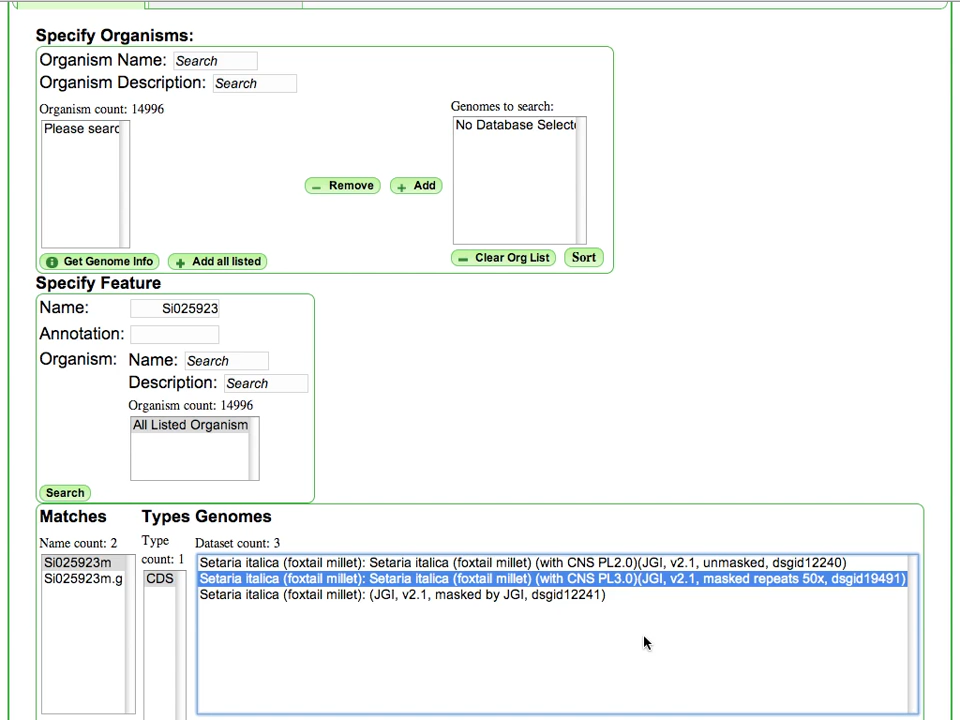 Specify Organisms:
Organism Name: Search
Organism Description: Search
Organism count: 14996
Genomes to search:
Please searc
No Database Selecte
Remove
Add
Get Genome Info
Add all listed
Clear Org List
Sort
Specify Feature
Name: Si025923
Annotation:
Organism: Name: Search
Description: Search
Organism count: 14996
All Listed Organism
Search
Matches
Types Genomes
Name count: 2
Type count: 1
Dataset count: 3
Si025923m
Si025923m.g
CDS
Setaria italica (foxtail millet): Setaria italica (foxtail millet) (with CNS PL2.0)(JGI, v2.1, unmasked, dsgid12240)
Setaria italica (foxtail millet): Setaria italica (foxtail millet) (with CNS PL3.0)(JGI, v2.1, masked repeats 50x, dsgid19491)
Setaria italica (foxtail millet): (JGI, v2.1, masked by JGI, dsgid12241)